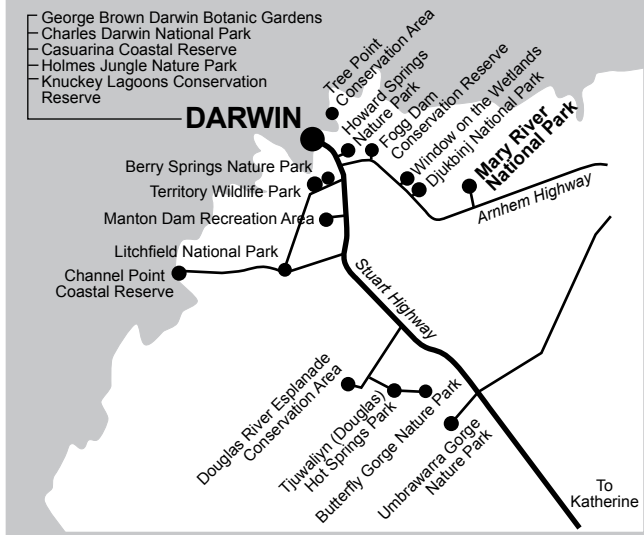 George Brown Darwin Botanic Gardens
Charles Darwin National Park
Casuarina Coastal Reserve
Holmes Jungle Nature Park
Knuckey Lagoons Conservation
Reserve
DARWIN
Tree Point
Conservation Area
Howard Springs
Nature Park
Fogg Dam
Conservation Reserve
Window on the Wetlands
Djukbinj National Park
Mary River
National Park
Arnhem Highway
Berry Springs Nature Park
Territory Wildlife Park
Manton Dam Recreation Area
Litchfield National Park
Channel Point
Coastal Reserve
Stuart Highway
Douglas River Esplanade
Conservation Area
Tjuwaliyn (Douglas)
Hot Springs Park
Butterfly Gorge Nature Park
Umbrawarra Gorge
Nature Park
To
Katherine